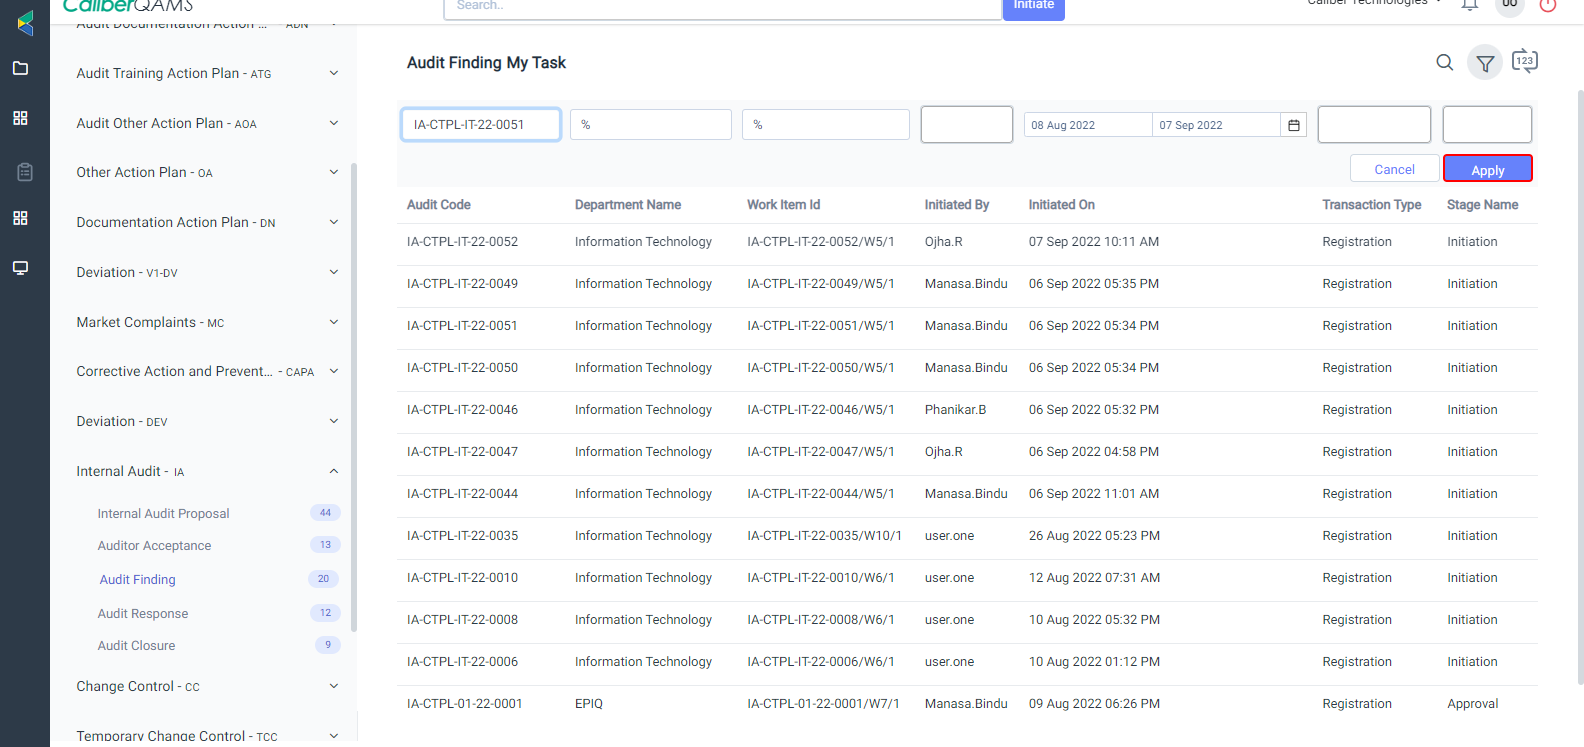 CaliberQAMS
Search..
Initiate
Caliber Technologies
00
Audit Documentation Action ... - ADN
Audit Training Action Plan - ATG
Audit Other Action Plan - AOA
Other Action Plan - OA
Documentation Action Plan - DN
Deviation - V1-DV
Market Complaints - MC
Corrective Action and Prevent... - CAPA
Deviation - DEV
Internal Audit - IA
Internal Audit Proposal 44
Auditor Acceptance 13
Audit Finding 20
Audit Response 12
Audit Closure 9
Change Control - CC
Temporary Change Control - TCC
Audit Finding My Task
123
IA-CTPL-IT-22-0051 % % 08 Aug 2022 07 Sep 2022
Cancel Apply
Audit Code Department Name Work Item Id Initiated By Initiated On Transaction Type Stage Name
IA-CTPL-IT-22-0052 Information Technology IA-CTPL-IT-22-0052/W5/1 Ojha.R 07 Sep 2022 10:11 AM Registration Initiation
IA-CTPL-IT-22-0049 Information Technology IA-CTPL-IT-22-0049/W5/1 Manasa.Bindu 06 Sep 2022 05:35 PM Registration Initiation
IA-CTPL-IT-22-0051 Information Technology IA-CTPL-IT-22-0051/W5/1 Manasa.Bindu 06 Sep 2022 05:34 PM Registration Initiation
IA-CTPL-IT-22-0050 Information Technology IA-CTPL-IT-22-0050/W5/1 Manasa.Bindu 06 Sep 2022 05:34 PM Registration Initiation
IA-CTPL-IT-22-0046 Information Technology IA-CTPL-IT-22-0046/W5/1 Phanikar.B 06 Sep 2022 05:32 PM Registration Initiation
IA-CTPL-IT-22-0047 Information Technology IA-CTPL-IT-22-0047/W5/1 Ojha.R 06 Sep 2022 04:58 PM Registration Initiation
IA-CTPL-IT-22-0044 Information Technology IA-CTPL-IT-22-0044/W5/1 Manasa.Bindu 06 Sep 2022 11:01 AM Registration Initiation
IA-CTPL-IT-22-0035 Information Technology IA-CTPL-IT-22-0035/W10/1 user.one 26 Aug 2022 05:23 PM Registration Initiation
IA-CTPL-IT-22-0010 Information Technology IA-CTPL-IT-22-0010/W6/1 user.one 12 Aug 2022 07:31 AM Registration Initiation
IA-CTPL-IT-22-0008 Information Technology IA-CTPL-IT-22-0008/W6/1 user.one 10 Aug 2022 05:32 PM Registration Initiation
IA-CTPL-IT-22-0006 Information Technology IA-CTPL-IT-22-0006/W6/1 user.one 10 Aug 2022 01:12 PM Registration Initiation
IA-CTPL-01-22-0001 EPIQ IA-CTPL-01-22-0001/W7/1 Manasa.Bindu 09 Aug 2022 06:26 PM Registration Approval